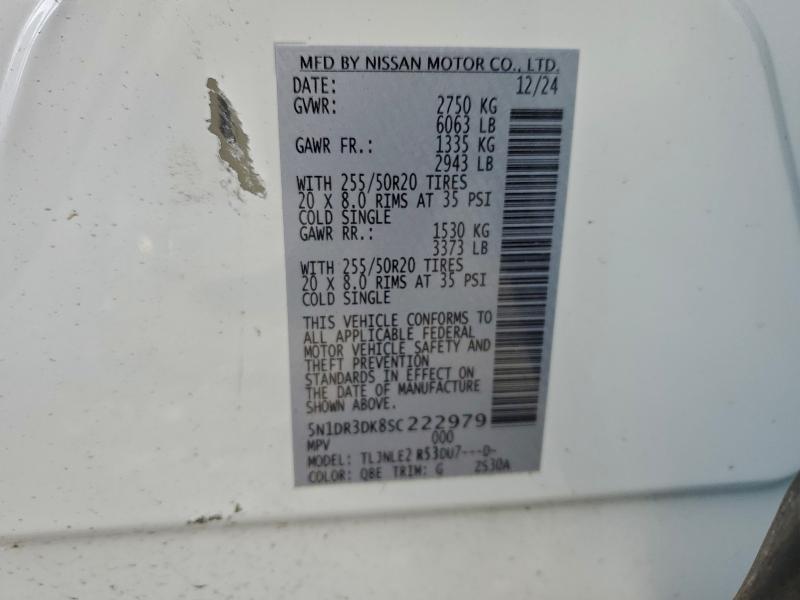 MFD BY NISSAN MOTOR CO., LTD.
DATE: 12/24
GVWR: 2750 KG
6063 LB
GAWR FR.: 1335 KG
2943 LB
WITH 255/50R20 TIRES
20 X 8.0 RIMS AT 35 PSI
COLD SINGLE
GAWR RR.: 1530 KG
3373 LB
WITH 255/50R20 TIRES
20 X 8.0 RIMS AT 35 PSI
COLD SINGLE
THIS VEHICLE CONFORMS TO
ALL APPLICABLE FEDERAL
MOTOR VEHICLE SAFETY AND
THEFT PREVENTION
STANDARDS IN EFFECT ON
THE DATE OF MANUFACTURE
SHOWN ABOVE.
5N1DR3DK8SC222979
MPV 000
MODEL: TLJNLE2 R53DU7---D-
COLOR: QBE TRIM: G 2S30A